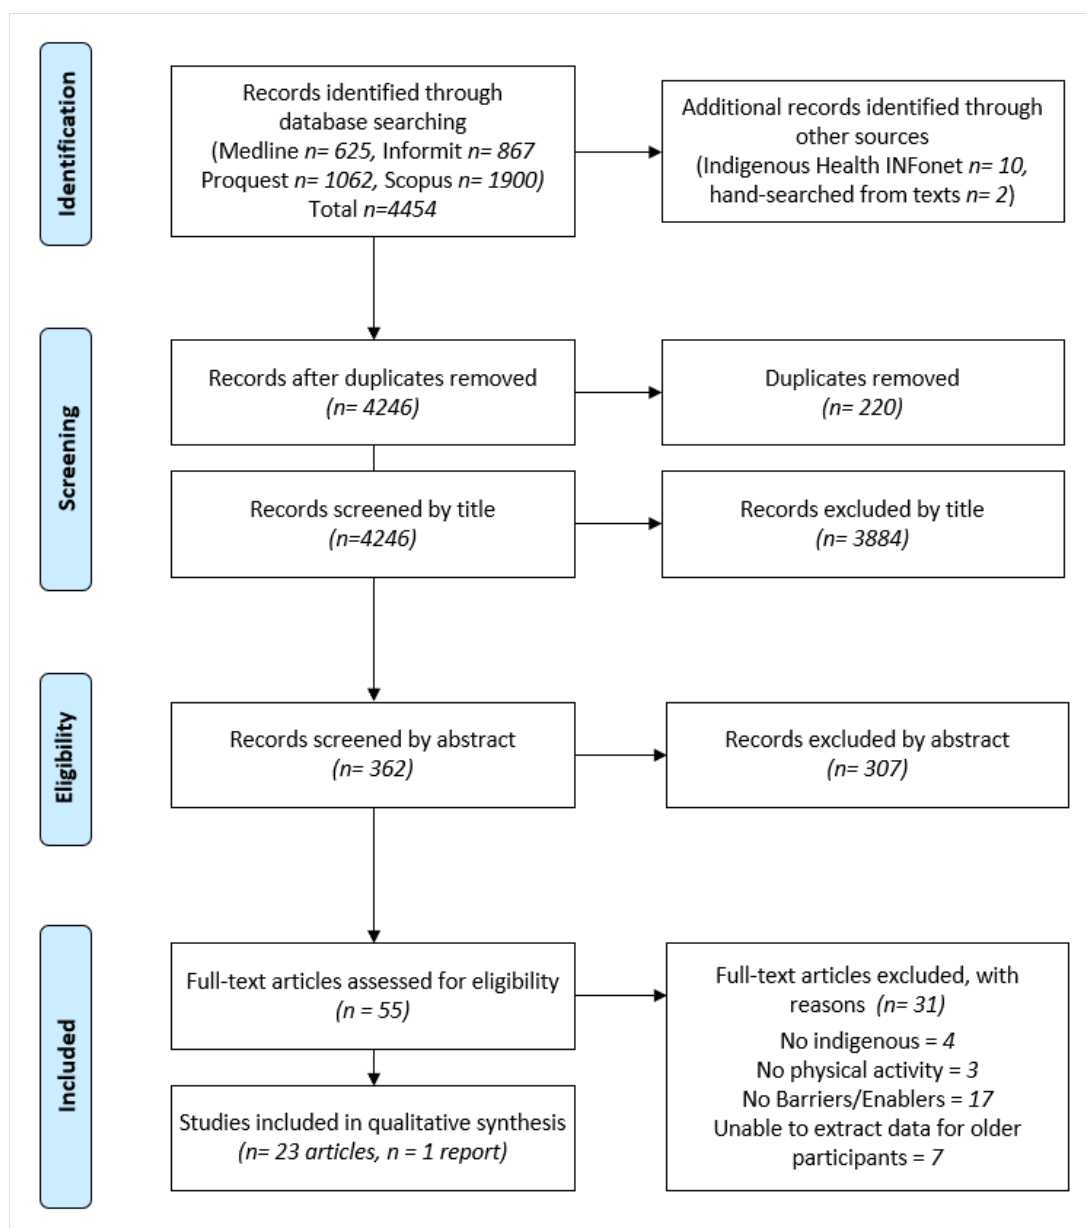 Identification
Records identified through
database searching
(Medline n= 625, Informit n= 867
Proquest n= 1062, Scopus n= 1900)
Total n=4454
Additional records identified through
other sources
(Indigenous Health INFonet n= 10,
hand-searched from texts n= 2)
Screening
Records after duplicates removed
(n= 4246)
Duplicates removed
(n= 220)
Records screened by title
(n=4246)
Records excluded by title
(n= 3884)
Eligibility
Records screened by abstract
(n= 362)
Records excluded by abstract
(n= 307)
Included
Full-text articles assessed for eligibility
(n = 55)
Full-text articles excluded, with
reasons (n= 31)
No indigenous = 4
No physical activity = 3
No Barriers/Enablers = 17
Unable to extract data for older
participants = 7
Studies included in qualitative synthesis
(n= 23 articles, n = 1 report)